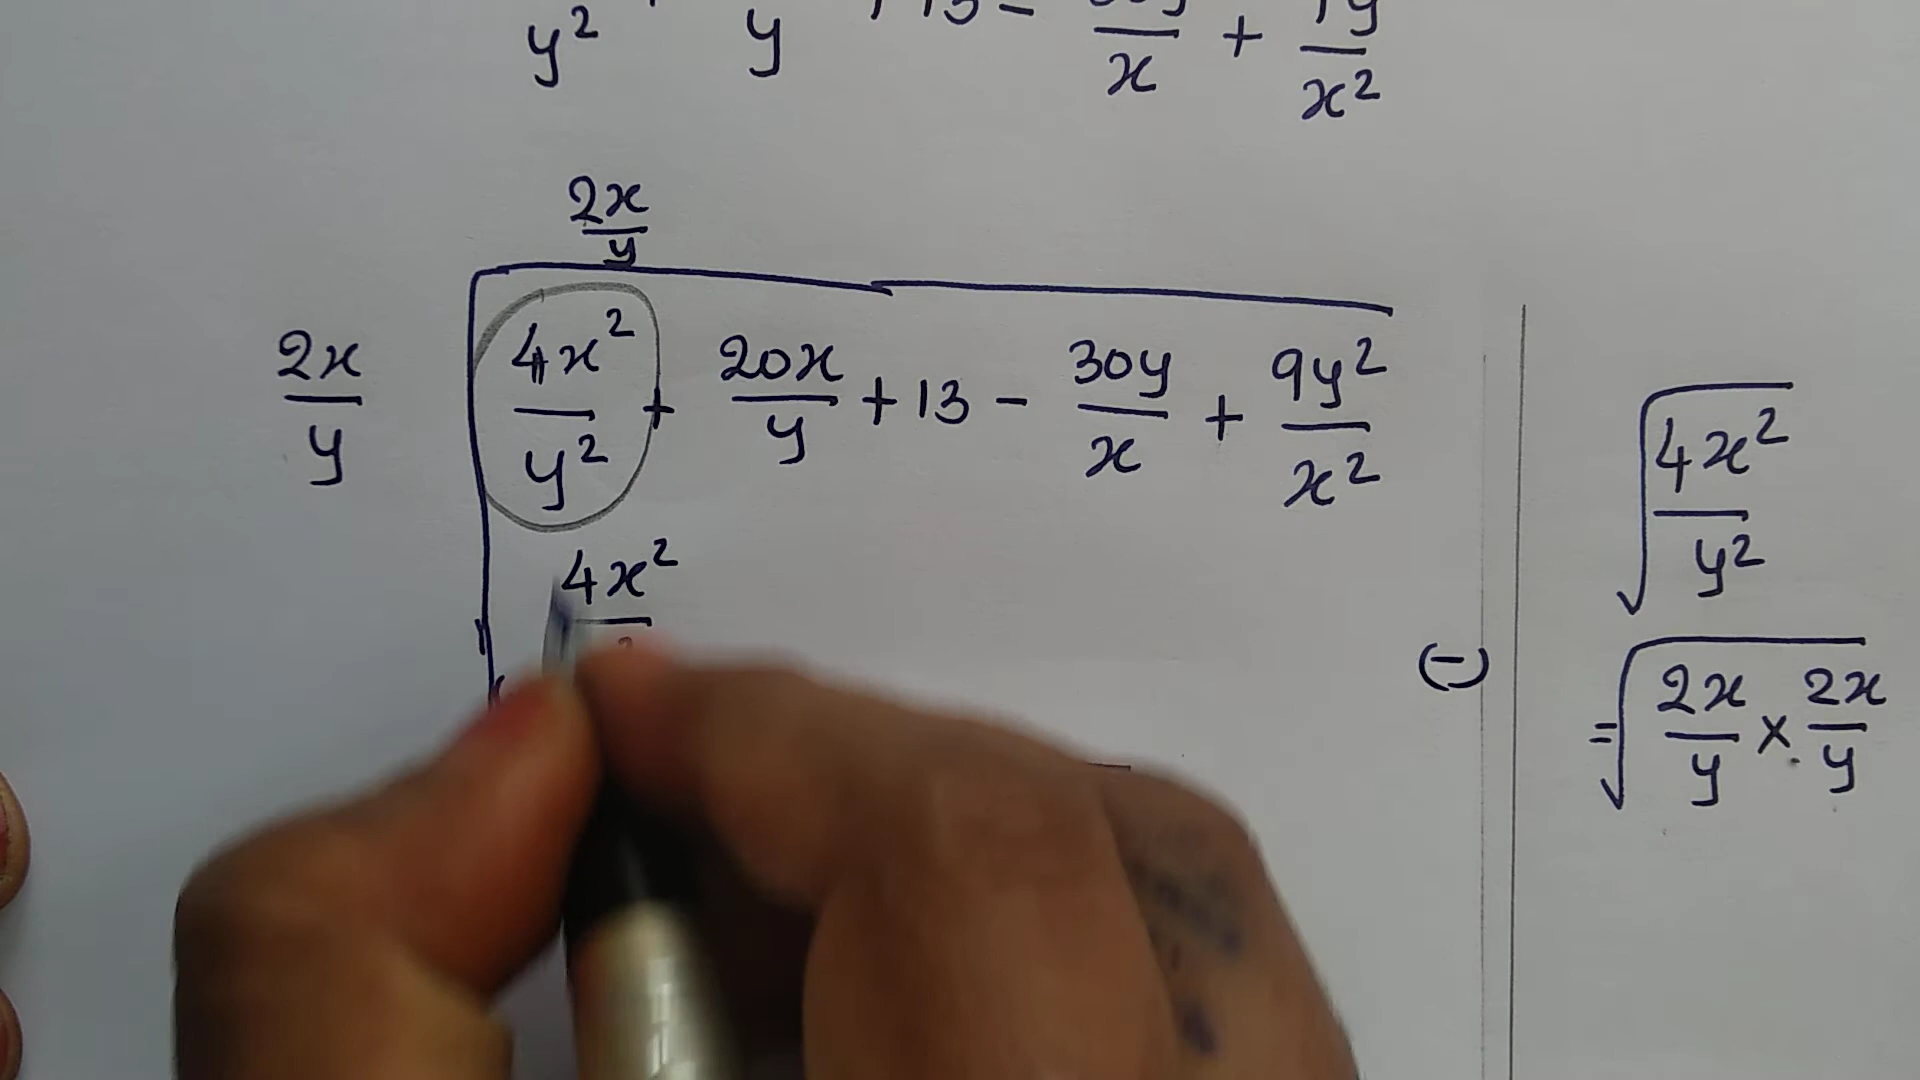 y² y + 13 - x + x²
2x/y
2x/y 4x²/y² + 20x/y + 13 - 30y/x + 9y²/x²
√(4x²/y²)
4x²
(-)
=√(2x/y × 2x/y)